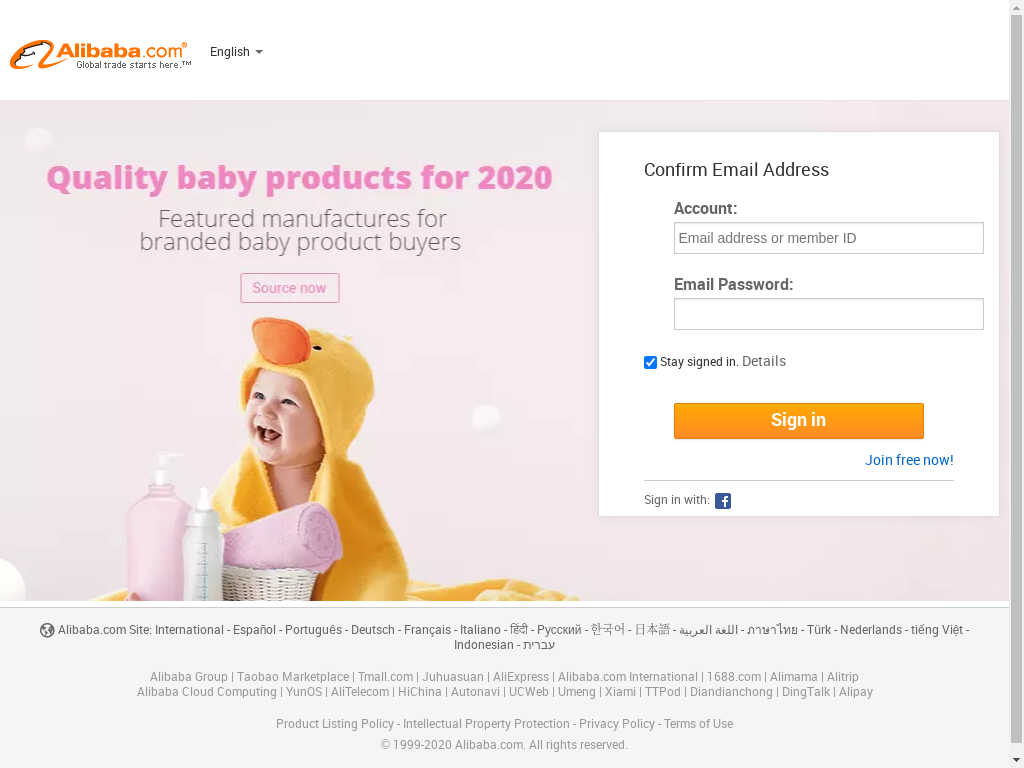 Alibaba.com®
Global trade starts here.™
English
Quality baby products for 2020
Featured manufactures for
branded baby product buyers
Source now
Confirm Email Address
Account:
Email address or member ID
Email Password:
Stay signed in. Details
Sign in
Join free now!
Sign in with:
Alibaba.com Site: International - Español - Português - Deutsch - Français - Italiano - हिंदी - Pусский - 한국어 - 日本語 - اللغة العربية - ภาษาไทย - Türk - Nederlands - tiếng Việt -
Indonesian - עברית
Alibaba Group | Taobao Marketplace | Tmall.com | Juhuasuan | AliExpress | Alibaba.com International | 1688.com | Alimama | Alitrip
Alibaba Cloud Computing | YunOS | AliTelecom | HiChina | Autonavi | UCWeb | Umeng | Xiami | TTPod | Diandianchong | DingTalk | Alipay
Product Listing Policy - Intellectual Property Protection - Privacy Policy - Terms of Use
© 1999-2020 Alibaba.com. All rights reserved.